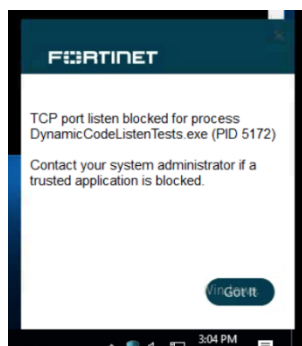 FORTINET
TCP port listen blocked for process
DynamicCodeListenTests.exe (PID 5172)
Contact your system administrator if a
trusted application is blocked.
Got It
3:04 PM